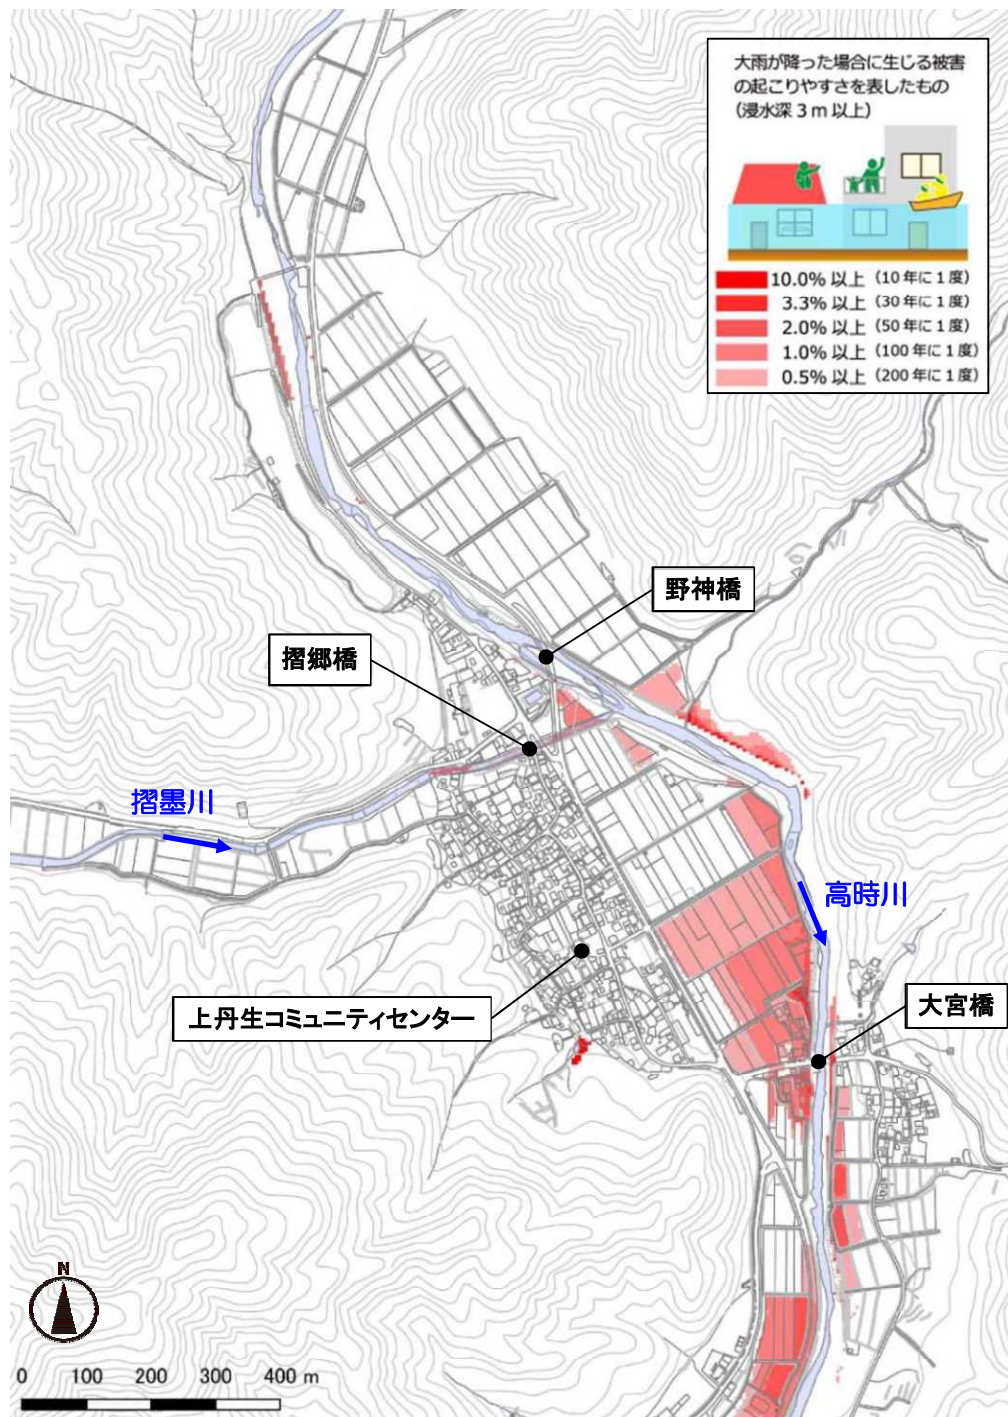 大雨が降った場合に生じる被害
の起こりやすさを表したもの
(浸水深3m以上)
10.0% 以上 (10 年に 1 度)
3.3% 以上 (30 年に 1 度)
2.0% 以上 (50 年に 1 度)
1.0% 以上 (100 年に 1 度)
0.5% 以上 (200 年に 1 度)
野神橋
摺郷橋
摺墨川
高時川
上丹生コミュニティセンター
大宮橋
N
0 100 200 300 400 m